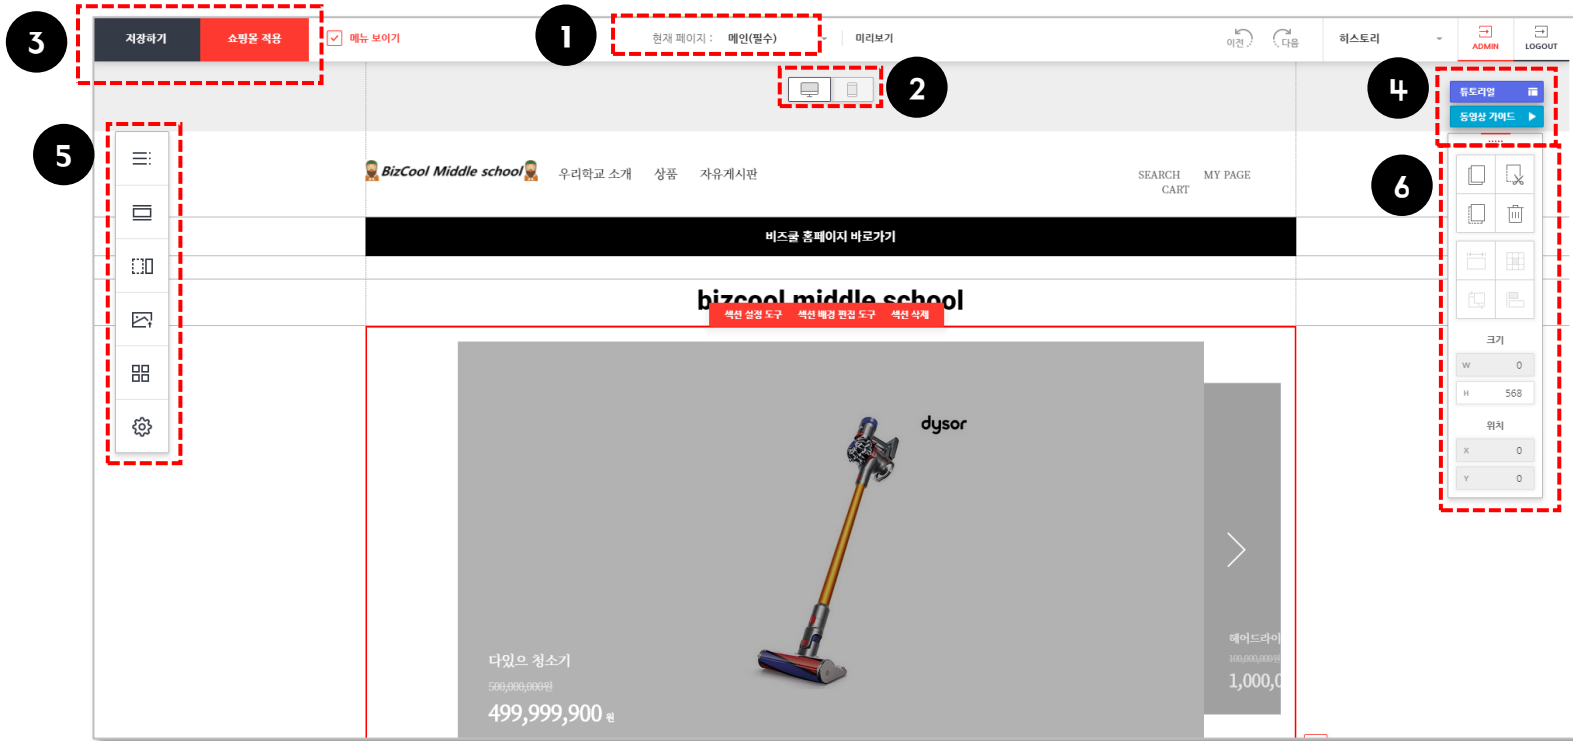 3
저장하기
쇼핑몰 적용
메뉴 보이기
1
현재 페이지 : 메인(필수)
미리보기
이전
다음
히스토리
ADMIN
LOGOUT
2
4
튜토리얼
동영상 가이드
5
BizCool Middle school
우리학교 소개
상품
자유게시판
SEARCH
MY PAGE
CART
6
비즈쿨 홈페이지 바로가기
bizcool middle school
섹션 설정 도구
섹션 배경 편집 도구
섹션 삭제
크기
W 0
H 568
위치
X 0
Y 0
dysor
다있으 청소기
500,000,000원
499,999,900 원
헤어드라이
100,000,000원
1,000,0